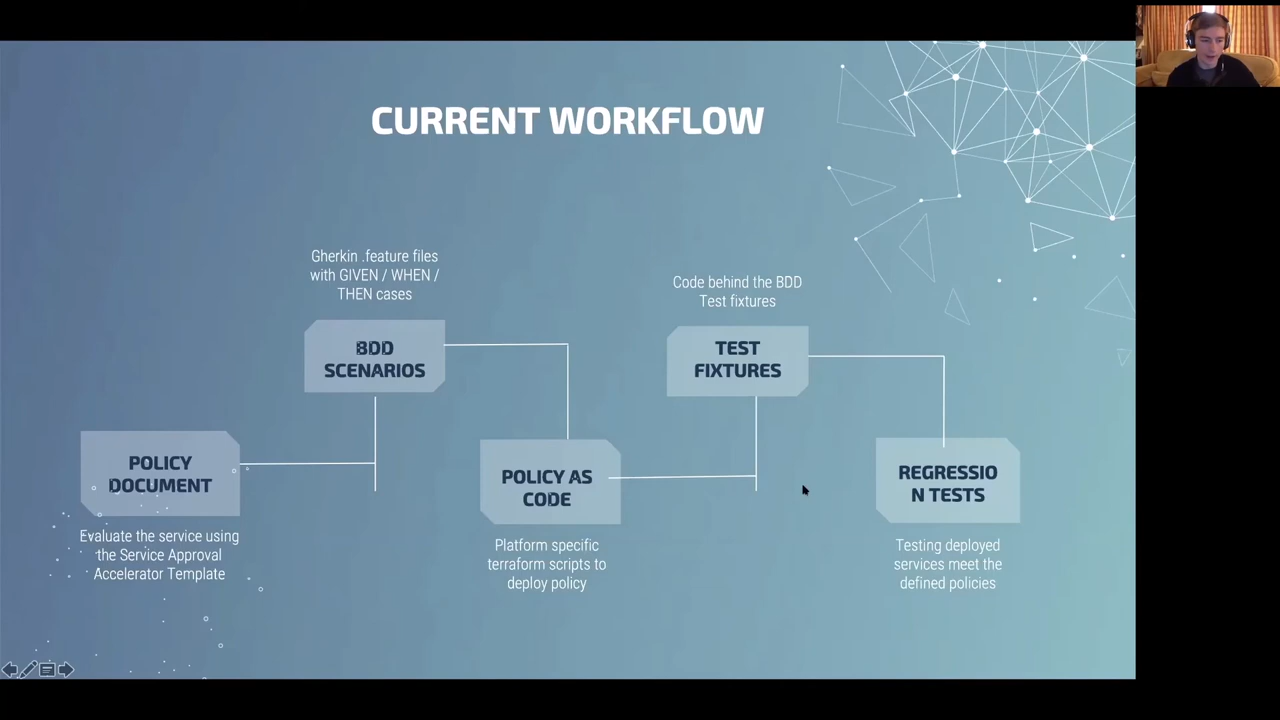 CURRENT WORKFLOW
Gherkin .feature files
with GIVEN / WHEN /
THEN cases
BDD
SCENARIOS
Code behind the BDD
Test fixtures
TEST
FIXTURES
POLICY
DOCUMENT
Evaluate the service using
the Service Approval
Accelerator Template
POLICY AS
CODE
Platform specific
terraform scripts to
deploy policy
REGRESSIO
N TESTS
Testing deployed
services meet the
defined policies